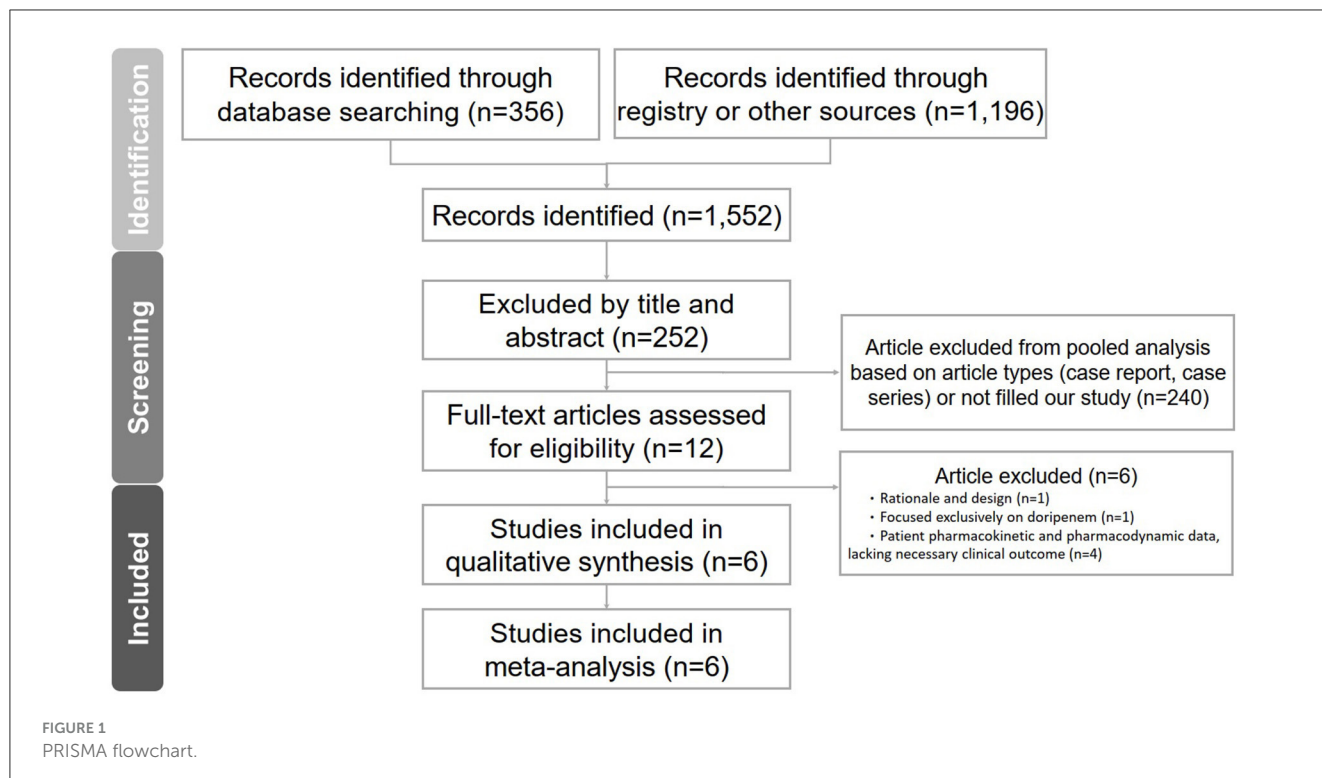 Identification
Records identified through
database searching (n=356)
Records identified through
registry or other sources (n=1,196)
Records identified (n=1,552)
Screening
Excluded by title and
abstract (n=252)
Article excluded from pooled analysis
based on article types (case report, case
series) or not filled our study (n=240)
Full-text articles assessed
for eligibility (n=12)
Article excluded (n=6)
・Rationale and design (n=1)
・Focused exclusively on doripenem (n=1)
・Patient pharmacokinetic and pharmacodynamic data,
lacking necessary clinical outcome (n=4)
Included
Studies included in
qualitative synthesis (n=6)
Studies included in
meta-analysis (n=6)
FIGURE 1
PRISMA flowchart.